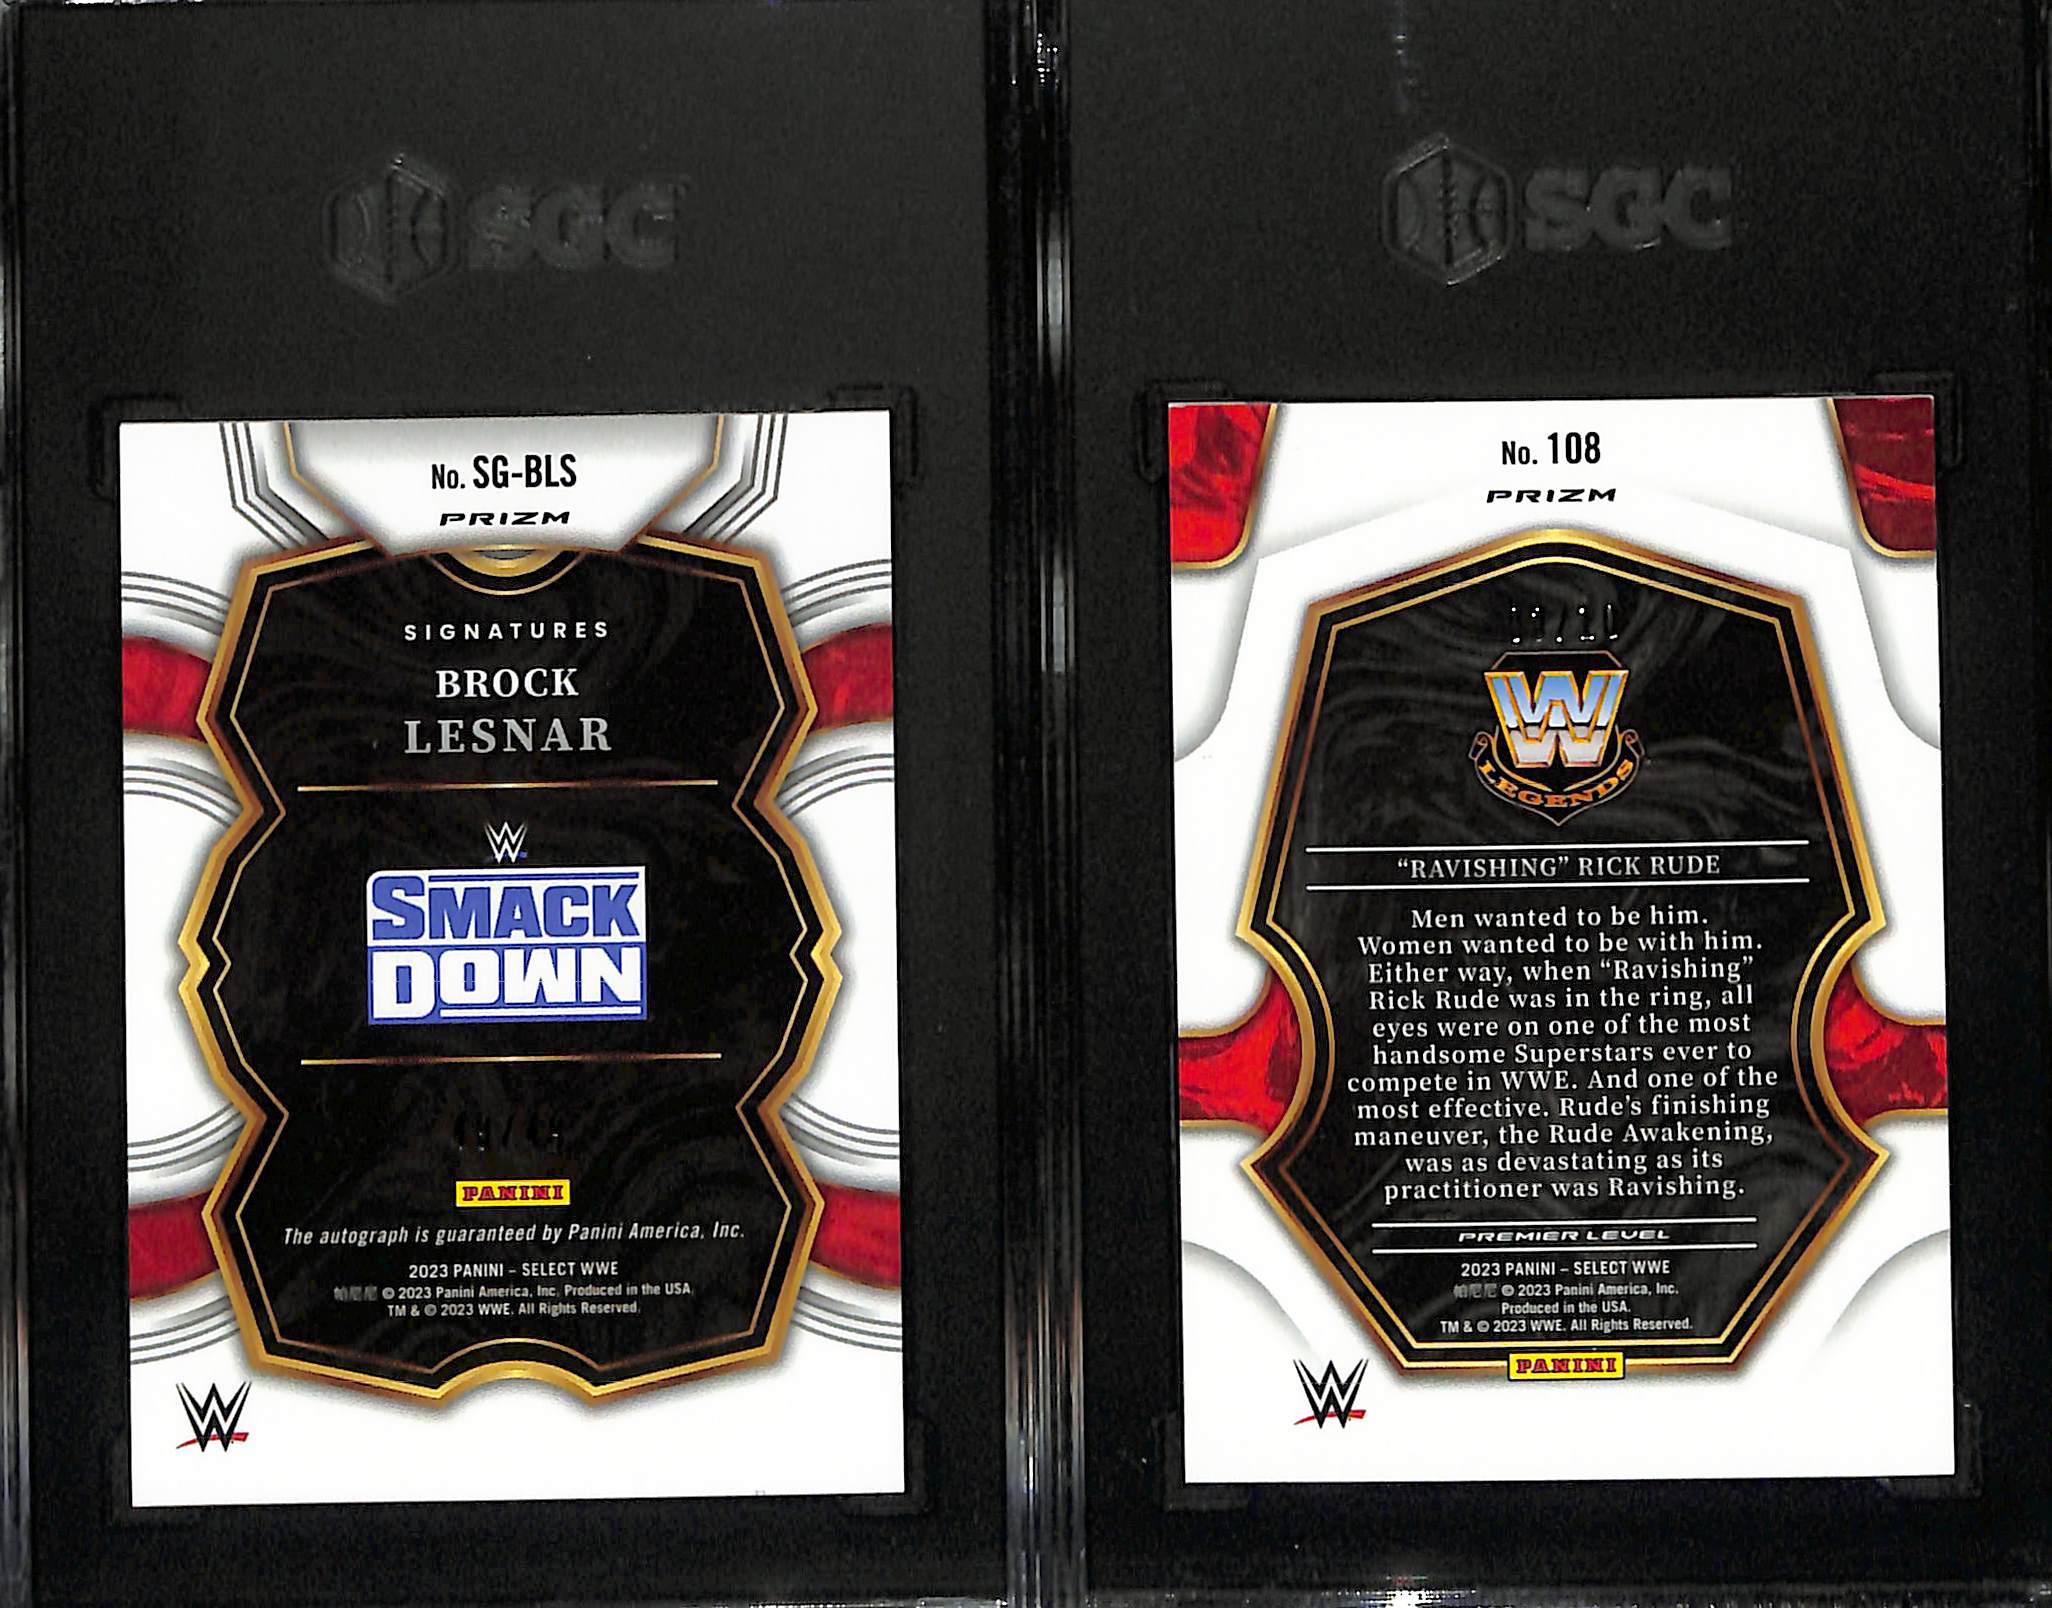 SGC
No. SG-BLS
PRIZM
SIGNATURES
BROCK
LESNAR
W
SMACK
DOWN
PANINI
The autograph is guaranteed by Panini America, Inc.
2023 PANINI – SELECT WWE
帕尼尼 © 2023 Panini America, Inc. Produced in the USA.
TM & © 2023 WWE. All Rights Reserved.
W
SGC
No. 108
PRIZM
W
LEGENDS
“RAVISHING” RICK RUDE
Men wanted to be him.
Women wanted to be with him.
Either way, when “Ravishing”
Rick Rude was in the ring, all
eyes were on one of the most
handsome Superstars ever to
compete in WWE. And one of the
most effective. Rude’s finishing
maneuver, the Rude Awakening,
was as devastating as its
practitioner was Ravishing.
PREMIER LEVEL
2023 PANINI – SELECT WWE
帕尼尼 © 2023 Panini America, Inc.
Produced in the USA.
TM & © 2023 WWE. All Rights Reserved.
PANINI
W